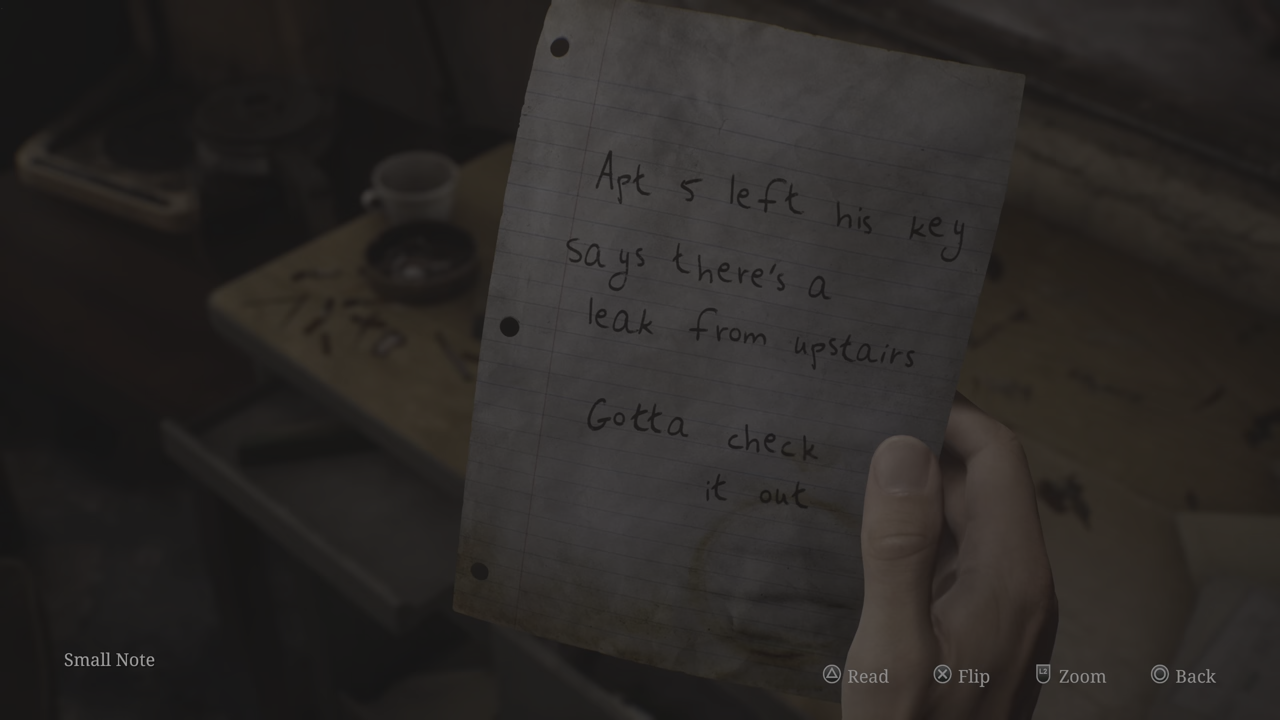 Apt 5 left his key
says there's a
leak from upstairs
Gotta check
it out
Small Note
Read Flip L2 Zoom Back